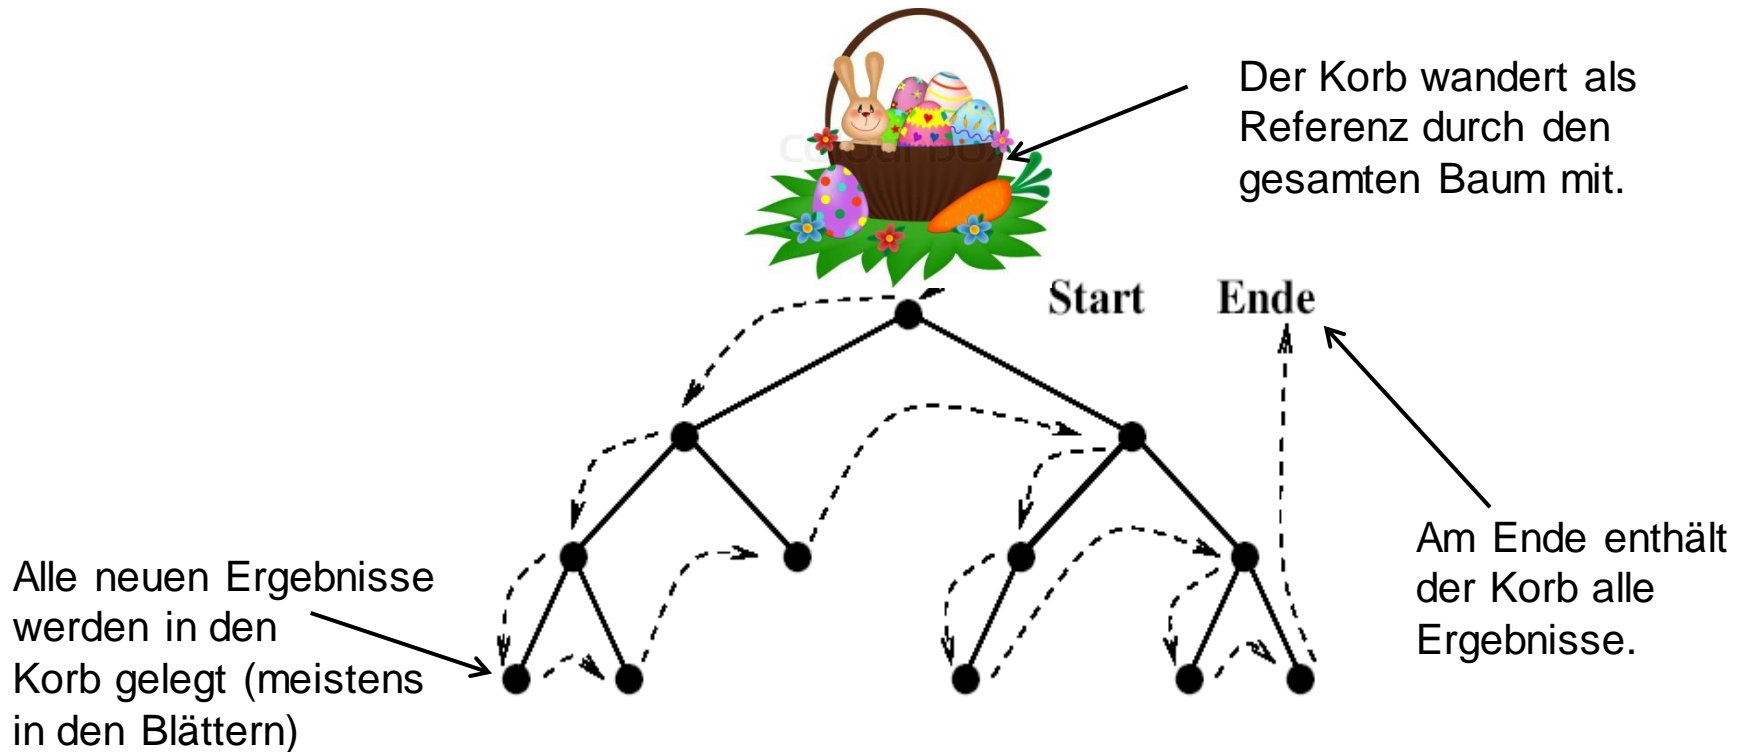 Der Korb wandert als
Referenz durch den
gesamten Baum mit.
Start Ende
Alle neuen Ergebnisse
werden in den
Korb gelegt (meistens
in den Blättern)
Am Ende enthält
der Korb alle
Ergebnisse.